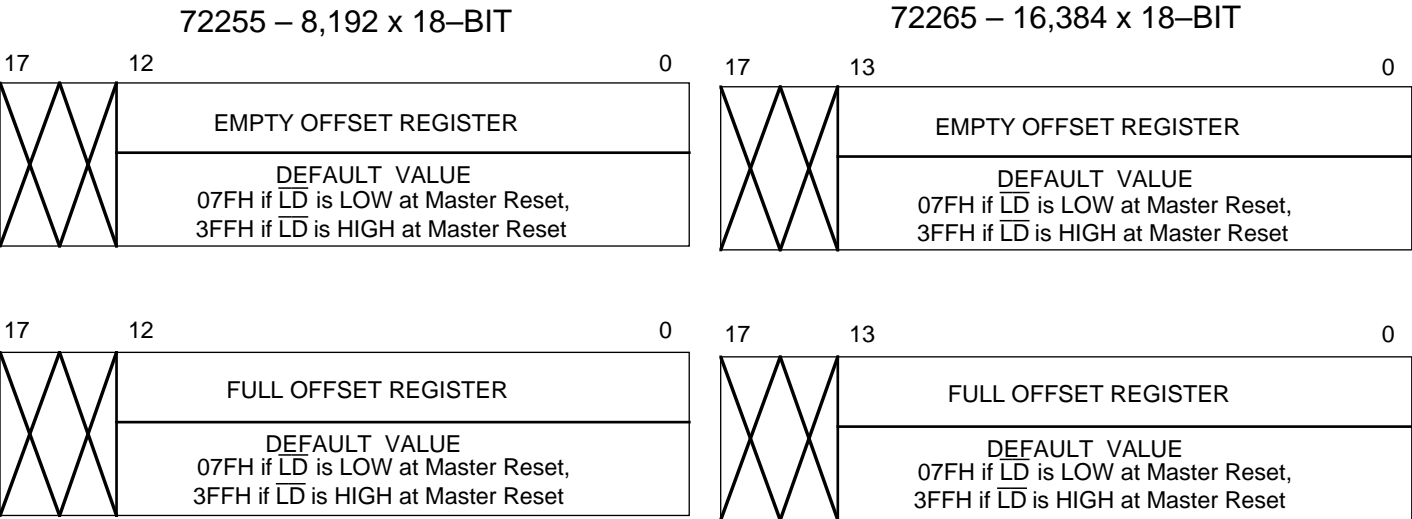 72255 – 8,192 x 18–BIT
17 12 0
EMPTY OFFSET REGISTER
DEFAULT VALUE
07FH if LD is LOW at Master Reset,
3FFH if LD is HIGH at Master Reset
17 12 0
FULL OFFSET REGISTER
DEFAULT VALUE
07FH if LD is LOW at Master Reset,
3FFH if LD is HIGH at Master Reset
72265 – 16,384 x 18–BIT
17 13 0
EMPTY OFFSET REGISTER
DEFAULT VALUE
07FH if LD is LOW at Master Reset,
3FFH if LD is HIGH at Master Reset
17 13 0
FULL OFFSET REGISTER
DEFAULT VALUE
07FH if LD is LOW at Master Reset,
3FFH if LD is HIGH at Master Reset